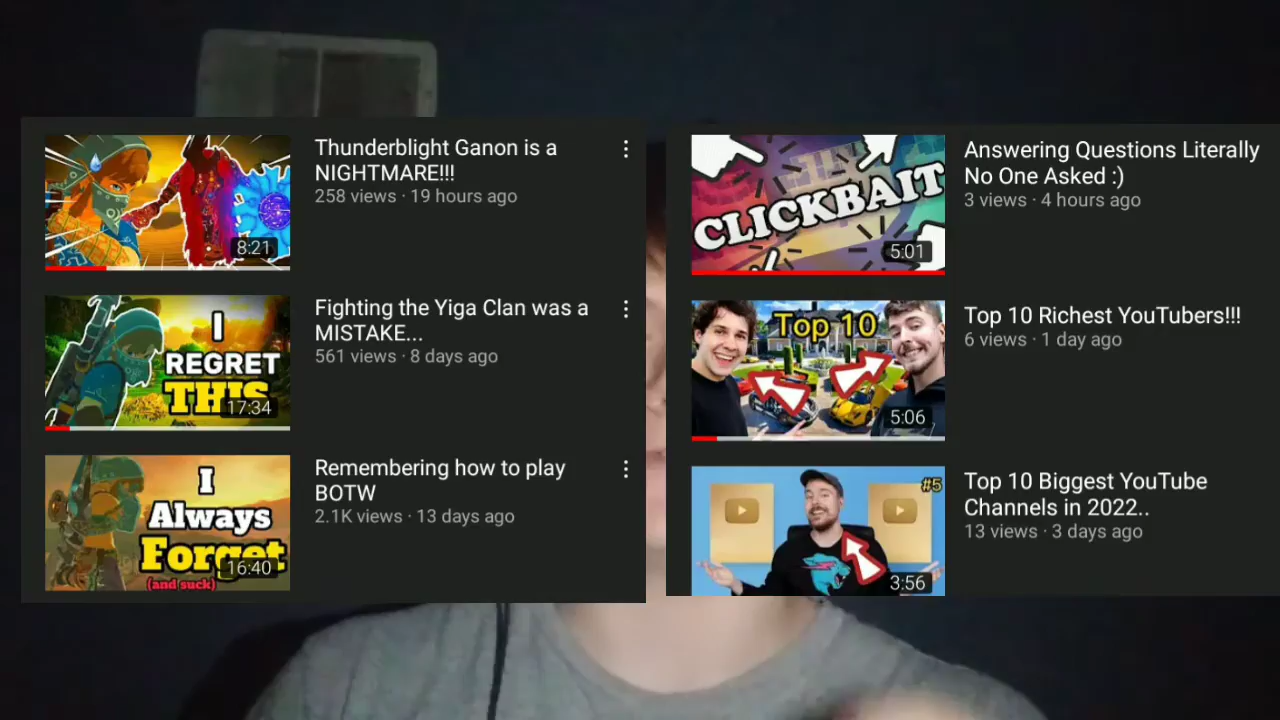 Thunderblight Ganon is a
NIGHTMARE!!!
258 views · 19 hours ago
8:21
I
REGRET
THIS
17:34
Fighting the Yiga Clan was a
MISTAKE...
561 views · 8 days ago
I
Always
Forget
(and suck)
16:40
Remembering how to play
BOTW
2.1K views · 13 days ago
CLICKBAIT
5:01
Answering Questions Literally
No One Asked :)
3 views · 4 hours ago
Top 10
5:06
Top 10 Richest YouTubers!!!
6 views · 1 day ago
#5
3:56
Top 10 Biggest YouTube
Channels in 2022..
13 views · 3 days ago